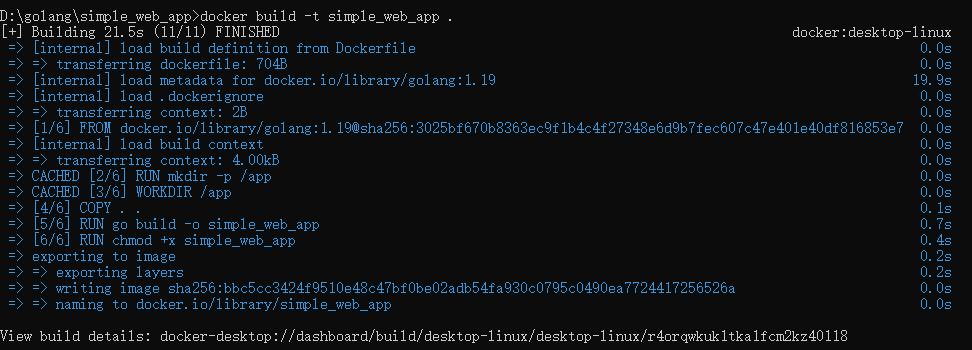 D:\golang\simple_web_app>docker build -t simple_web_app .
[+] Building 21.5s (11/11) FINISHED docker:desktop-linux
=> [internal] load build definition from Dockerfile 0.0s
=> => transferring dockerfile: 704B 0.0s
=> [internal] load metadata for docker.io/library/golang:1.19 19.9s
=> [internal] load .dockerignore 0.0s
=> => transferring context: 2B 0.0s
=> [1/6] FROM docker.io/library/golang:1.19@sha256:3025bf670b8363ec9f1b4c4f27348e6d9b7fec607c47e401e40df816853e7 0.0s
=> [internal] load build context 0.0s
=> => transferring context: 4.00kB 0.0s
=> CACHED [2/6] RUN mkdir -p /app 0.0s
=> CACHED [3/6] WORKDIR /app 0.0s
=> [4/6] COPY . . 0.1s
=> [5/6] RUN go build -o simple_web_app 0.7s
=> [6/6] RUN chmod +x simple_web_app 0.4s
=> exporting to image 0.2s
=> => exporting layers 0.2s
=> => writing image sha256:bbc5cc3424f9510e48c47bf0be02adb54fa930c0795c0490ea7724417256526a 0.0s
=> => naming to docker.io/library/simple_web_app 0.0s
View build details: docker-desktop://dashboard/build/desktop-linux/desktop-linux/r4orqwkukltkalfcm2kz40ll8